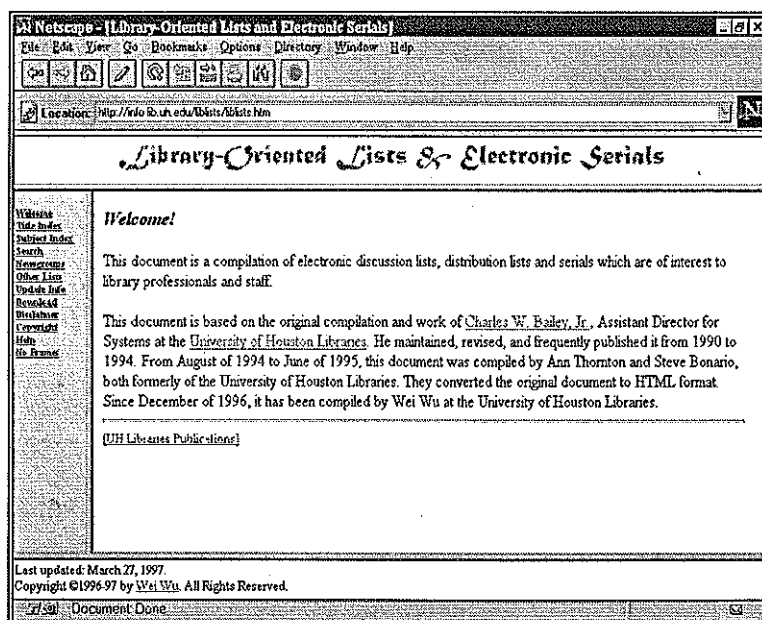 Netscape - [Library-Oriented Lists and Electronic Serials]
File Edit View Go Bookmarks Options Directory Window Help
Location: http://info.lib.uh.edu/liblists/liblists.htm
Library-Oriented Lists & Electronic Serials
Welcome
Title Index
Subject Index
Search
Newsgroups
Other Lists
Update Info
Download
Disclaimer
Copyright
Help
No Frames
Welcome!
This document is a compilation of electronic discussion lists, distribution lists and serials which are of interest to
library professionals and staff.
This document is based on the original compilation and work of Charles W. Bailey, Jr., Assistant Director for
Systems at the University of Houston Libraries. He maintained, revised, and frequently published it from 1990 to
1994. From August of 1994 to June of 1995, this document was compiled by Ann Thornton and Steve Bonario,
both formerly of the University of Houston Libraries. They converted the original document to HTML format.
Since December of 1996, it has been compiled by Wei Wu at the University of Houston Libraries.
[UH Libraries Publications]
Last updated: March 27, 1997.
Copyright ©1996-97 by Wei Wu. All Rights Reserved.
Document Done